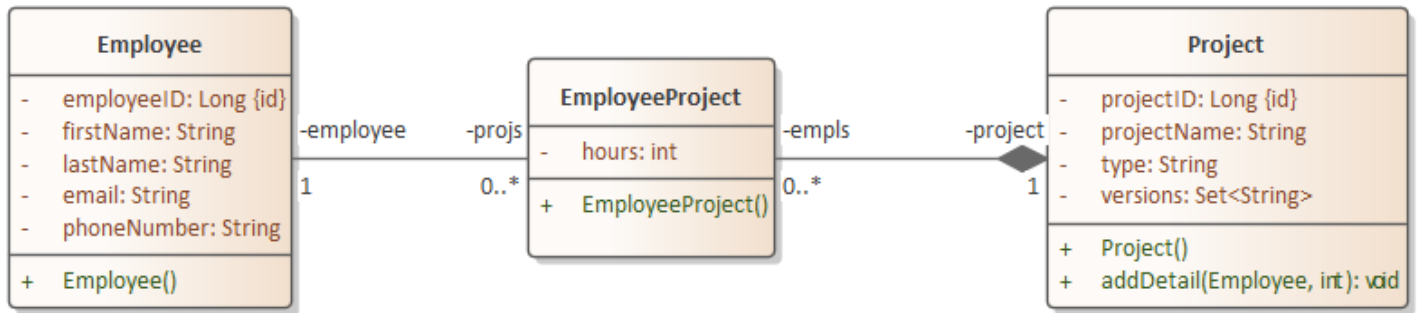 Employee
- employeeID: Long {id}
- firstName: String
- lastName: String
- email: String
- phoneNumber: String
+ Employee()
-employee
1
-projs
0..*
EmployeeProject
- hours: int
+ EmployeeProject()
-empls
0..*
-project
1
Project
- projectID: Long {id}
- projectName: String
- type: String
- versions: Set<String>
+ Project()
+ addDetail(Employee, int): void